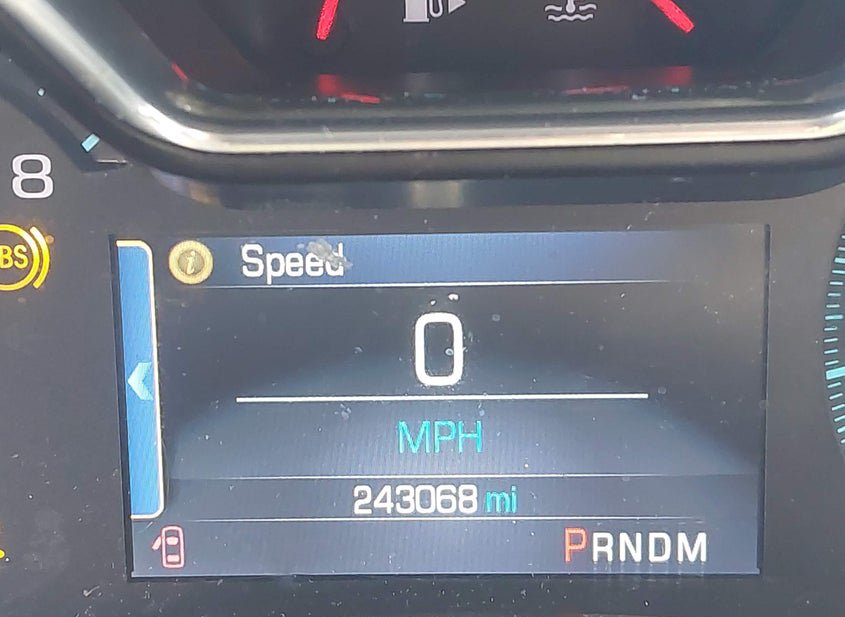 8
BS
Speed
0
MPH
243068 mi
PRNDM